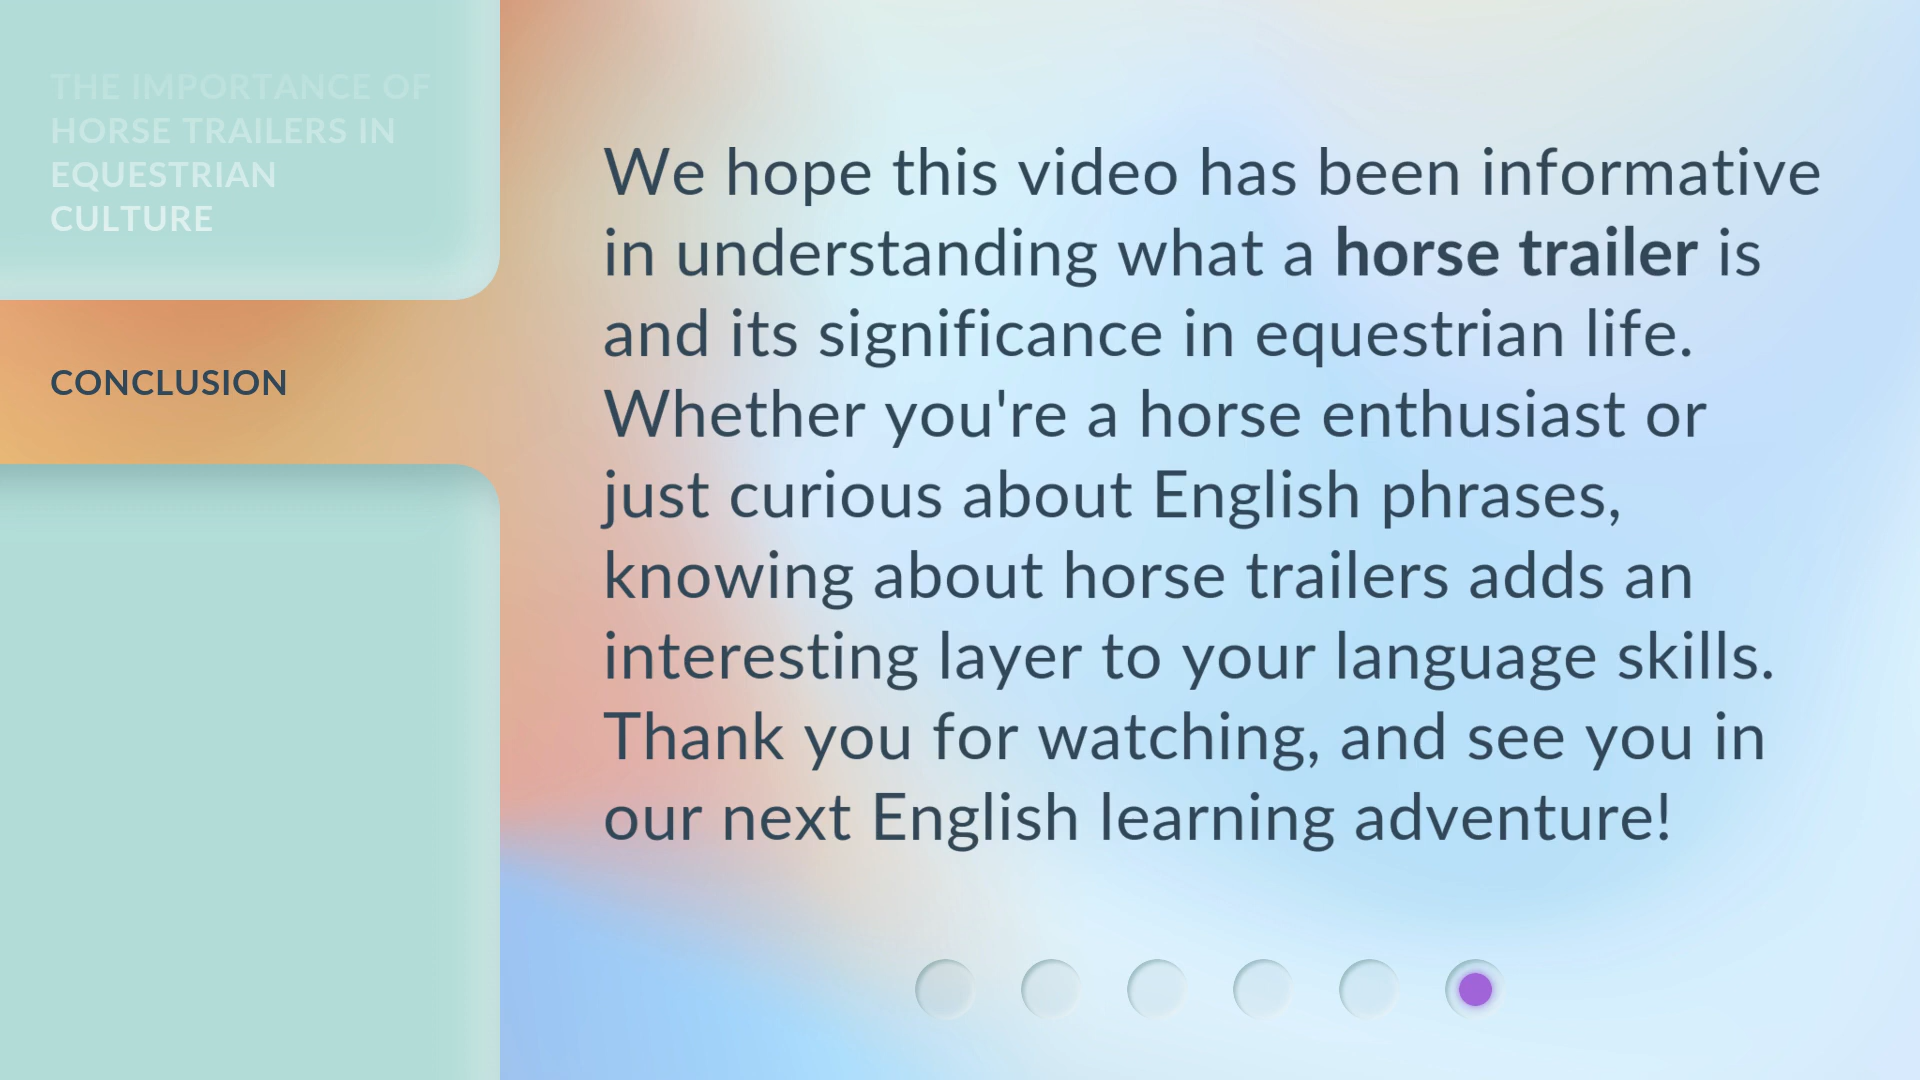 THE IMPORTANCE OF
HORSE TRAILERS IN
EQUESTRIAN
CULTURE
CONCLUSION
We hope this video has been informative
in understanding what a horse trailer is
and its significance in equestrian life.
Whether you're a horse enthusiast or
just curious about English phrases,
knowing about horse trailers adds an
interesting layer to your language skills.
Thank you for watching, and see you in
our next English learning adventure!